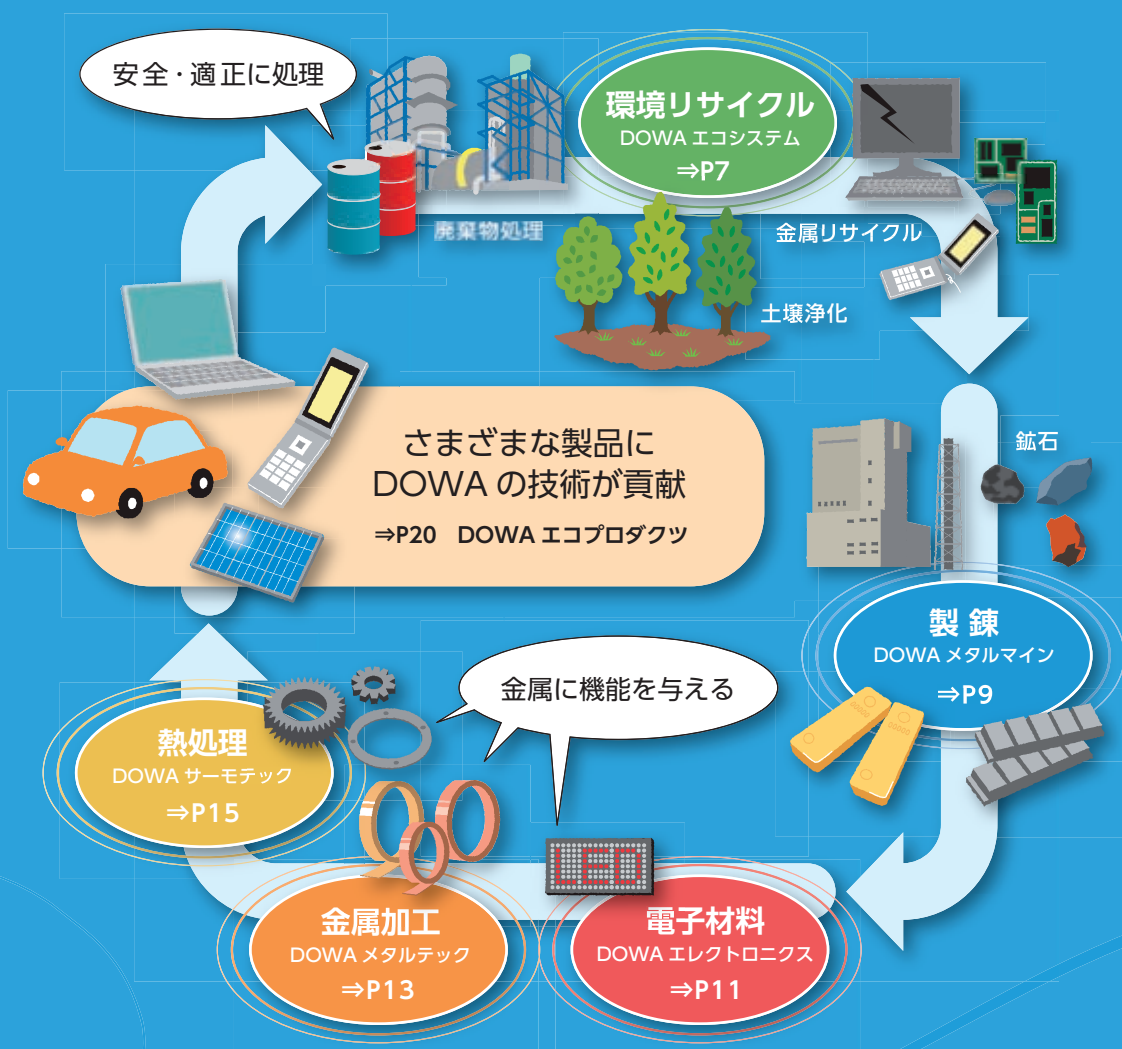 安全・適正に処理
環境リサイクル
DOWA エコシステム
⇒P7
廃棄物処理
金属リサイクル
土壌浄化
さまざまな製品に
DOWA の技術が貢献
⇒P20 DOWA エコプロダクツ
鉱石
製錬
DOWA メタルマイン
⇒P9
金属に機能を与える
熱処理
DOWA サーモテック
⇒P15
LED
金属加工
DOWA メタルテック
⇒P13
電子材料
DOWA エレクトロニクス
⇒P11